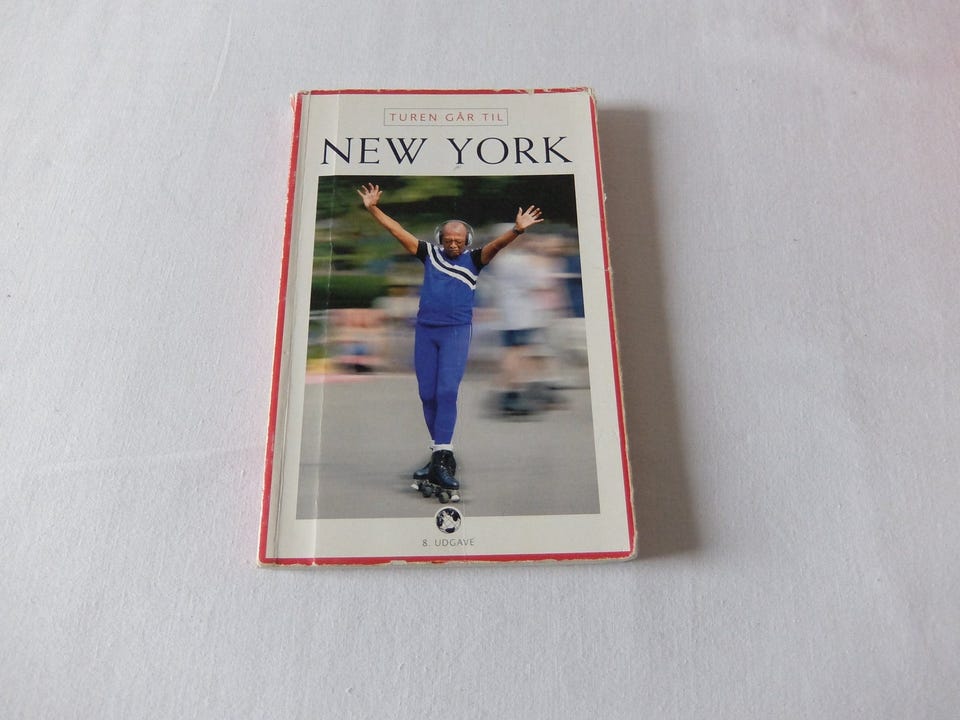 TUREN GÅR TIL
NEW YORK
8. UDGAVE